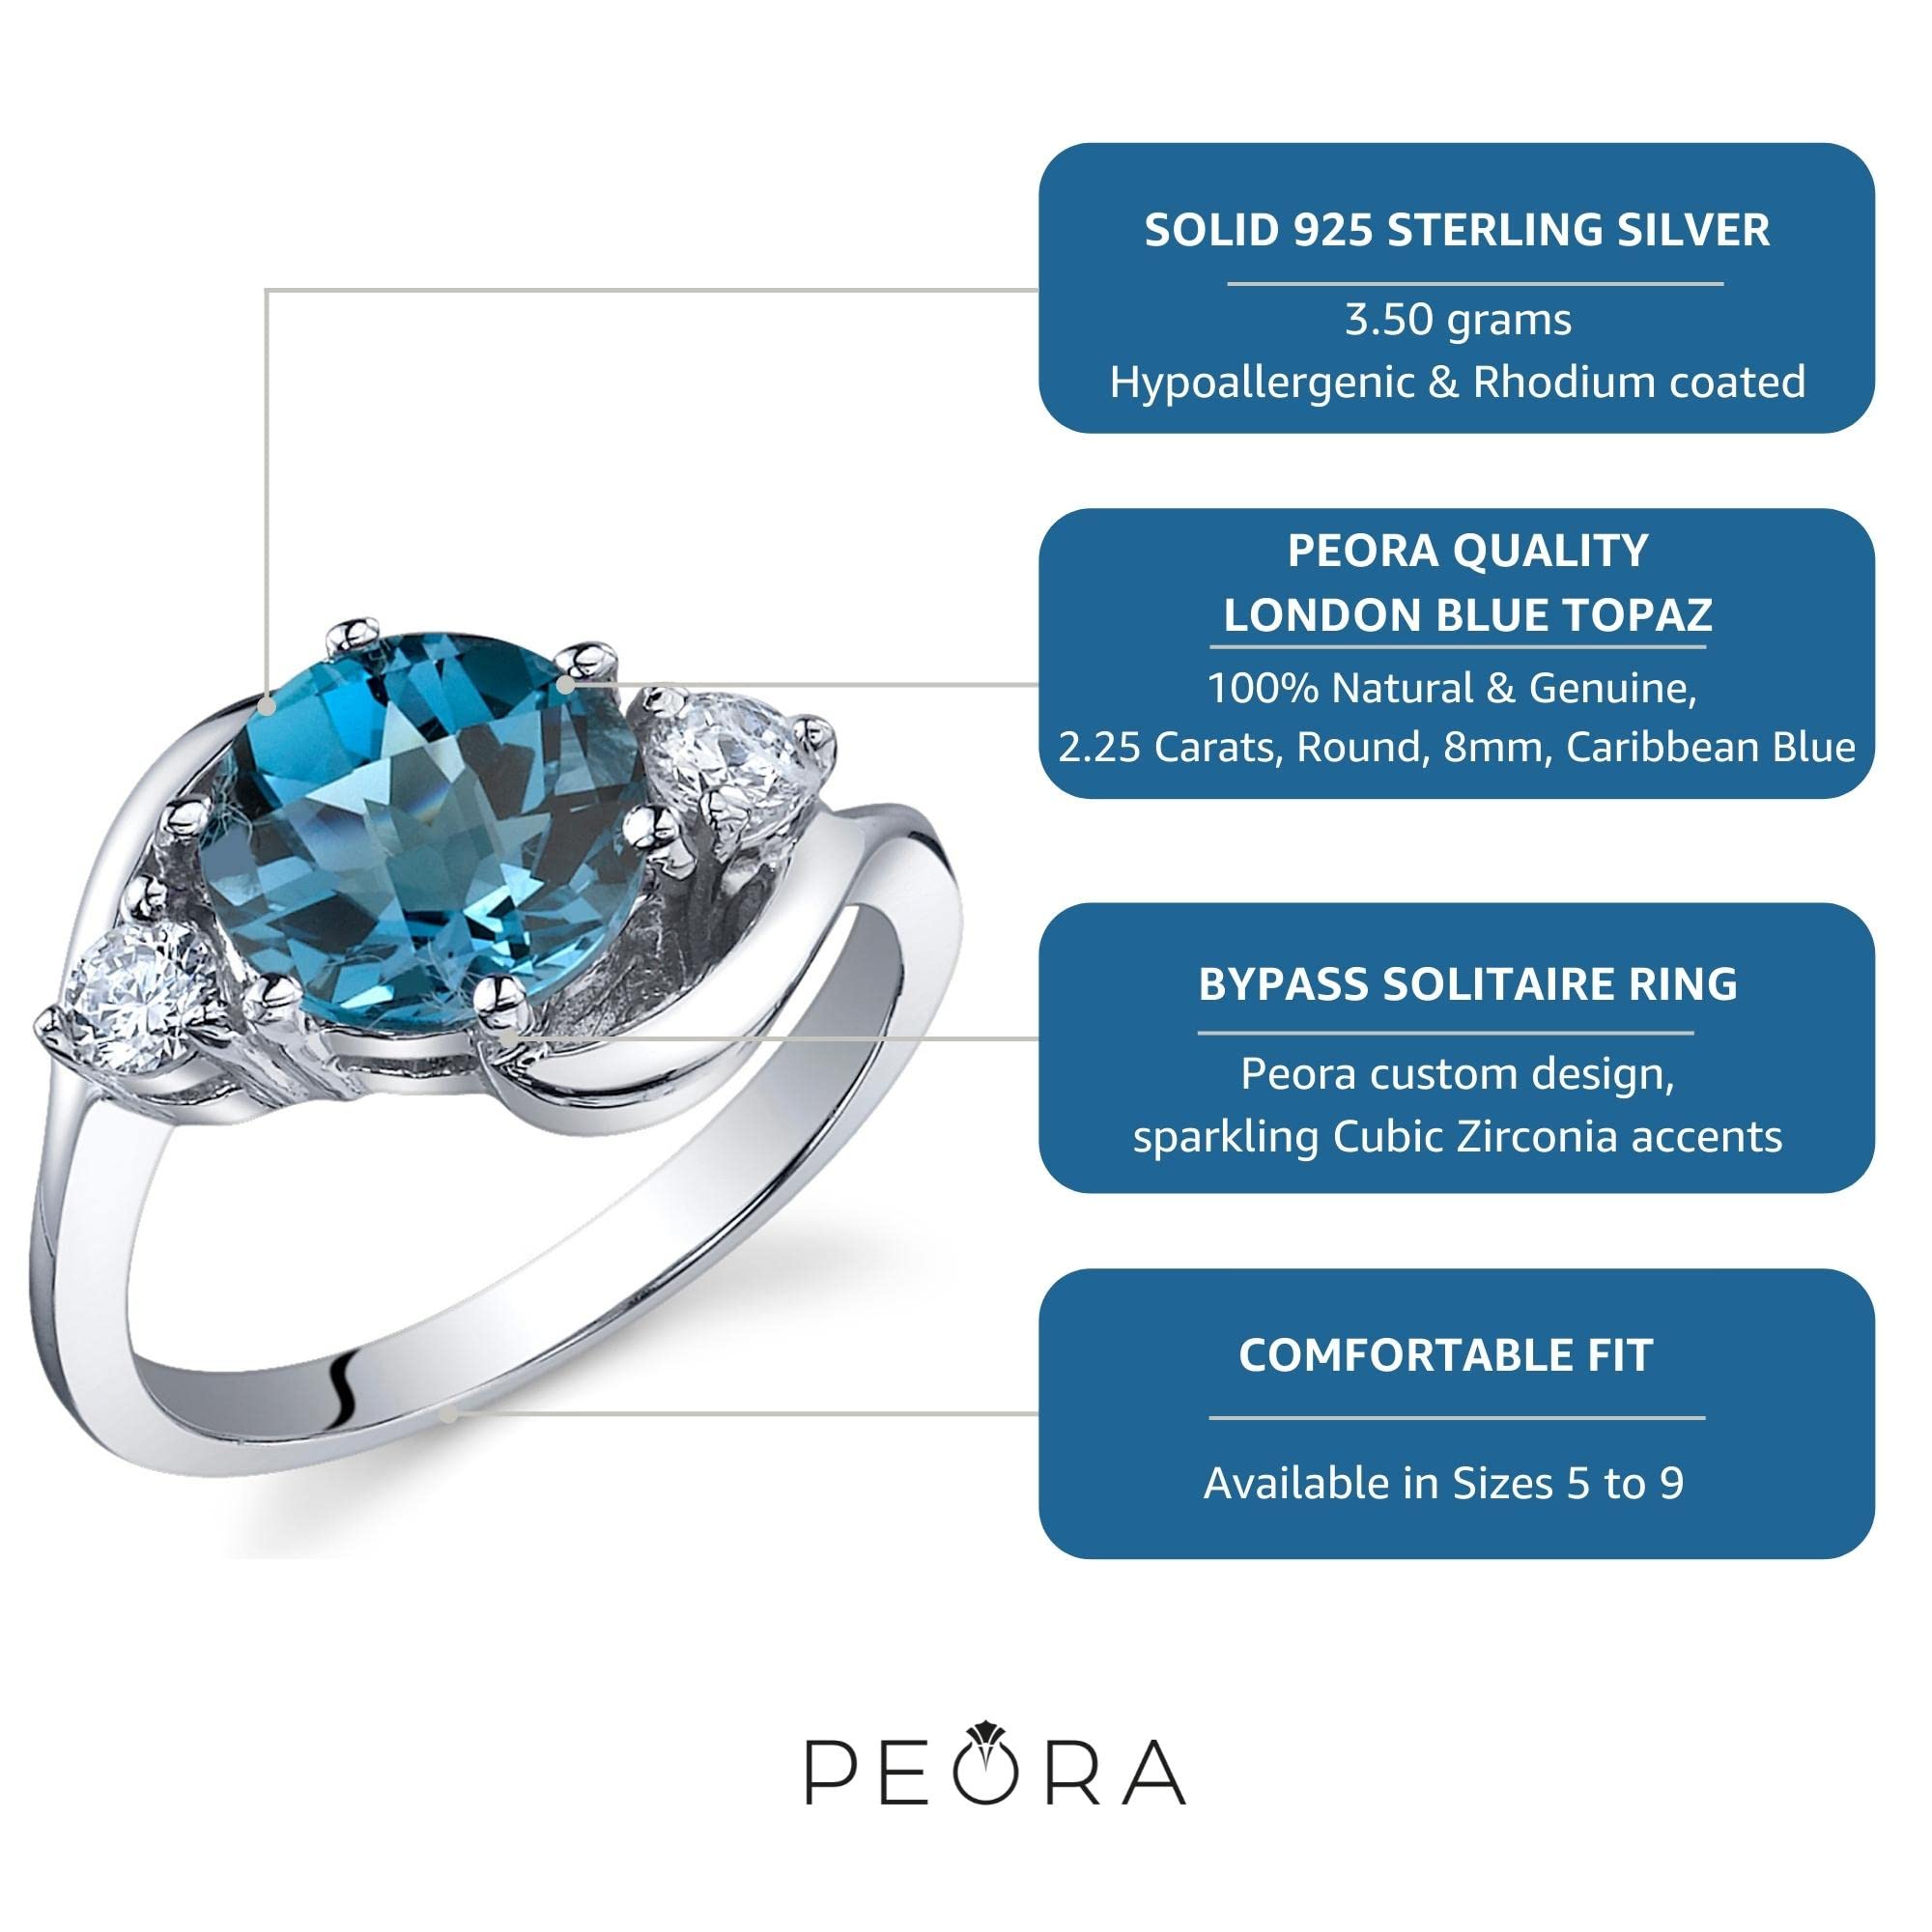 SOLID 925 STERLING SILVER
3.50 grams
Hypoallergenic & Rhodium coated
PEORA QUALITY
LONDON BLUE TOPAZ
100% Natural & Genuine,
2.25 Carats, Round, 8mm, Caribbean Blue
BYPASS SOLITAIRE RING
Peora custom design,
sparkling Cubic Zirconia accents
COMFORTABLE FIT
Available in Sizes 5 to 9
PEORA